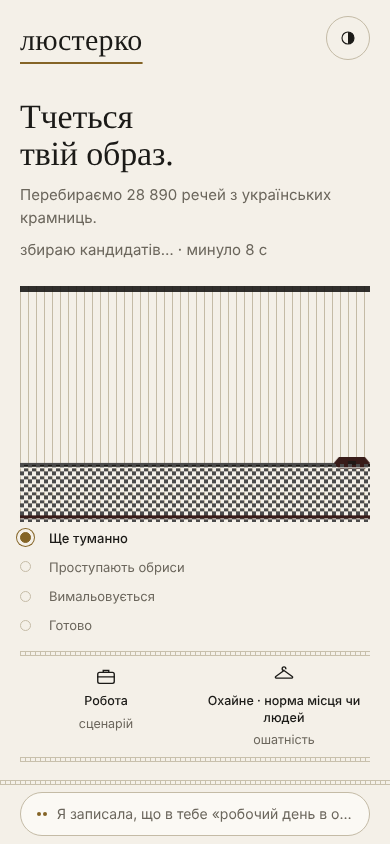 люстерко
Тчеться
твій образ.
Перебираємо 28 890 речей з українських
крамниць.
збираю кандидатів… · минуло 8 с
Ще туманно
Проступають обриси
Вимальовується
Готово
Робота
сценарій
Охайне · норма місця чи
людей
ошатність
Я записала, що в тебе «робочий день в о…